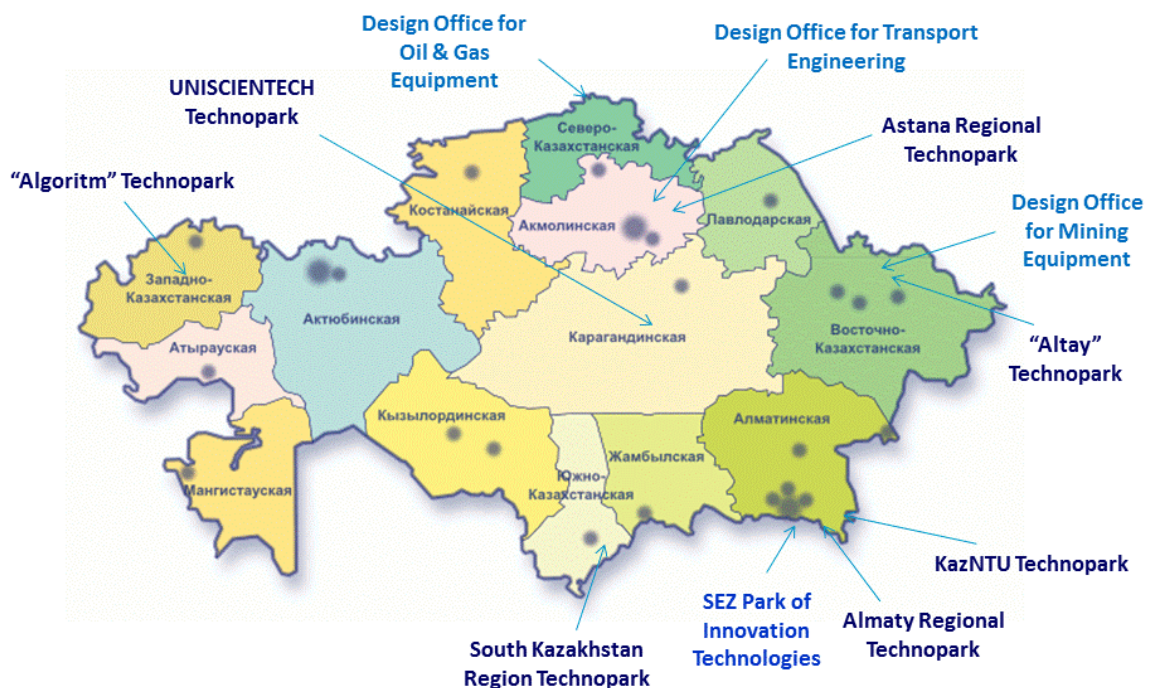 Design Office for
Oil & Gas
Equipment
Design Office for Transport
Engineering
UNISCIENTECH
Technopark
Astana Regional
Technopark
“Algoritm” Technopark
Design Office
for Mining
Equipment
Северо-
Казахстанская
Костанайская
Акмолинская
Павлодарская
Западно-
Казахстанская
Актюбинская
Карагандинская
Восточно-
Казахстанская
Атырауская
“Altay”
Technopark
Кызылординская
Алматинская
Жамбылская
Южно-
Казахстанская
Мангистауская
KazNTU Technopark
SEZ Park of
Innovation
Technologies
Almaty Regional
Technopark
South Kazakhstan
Region Technopark